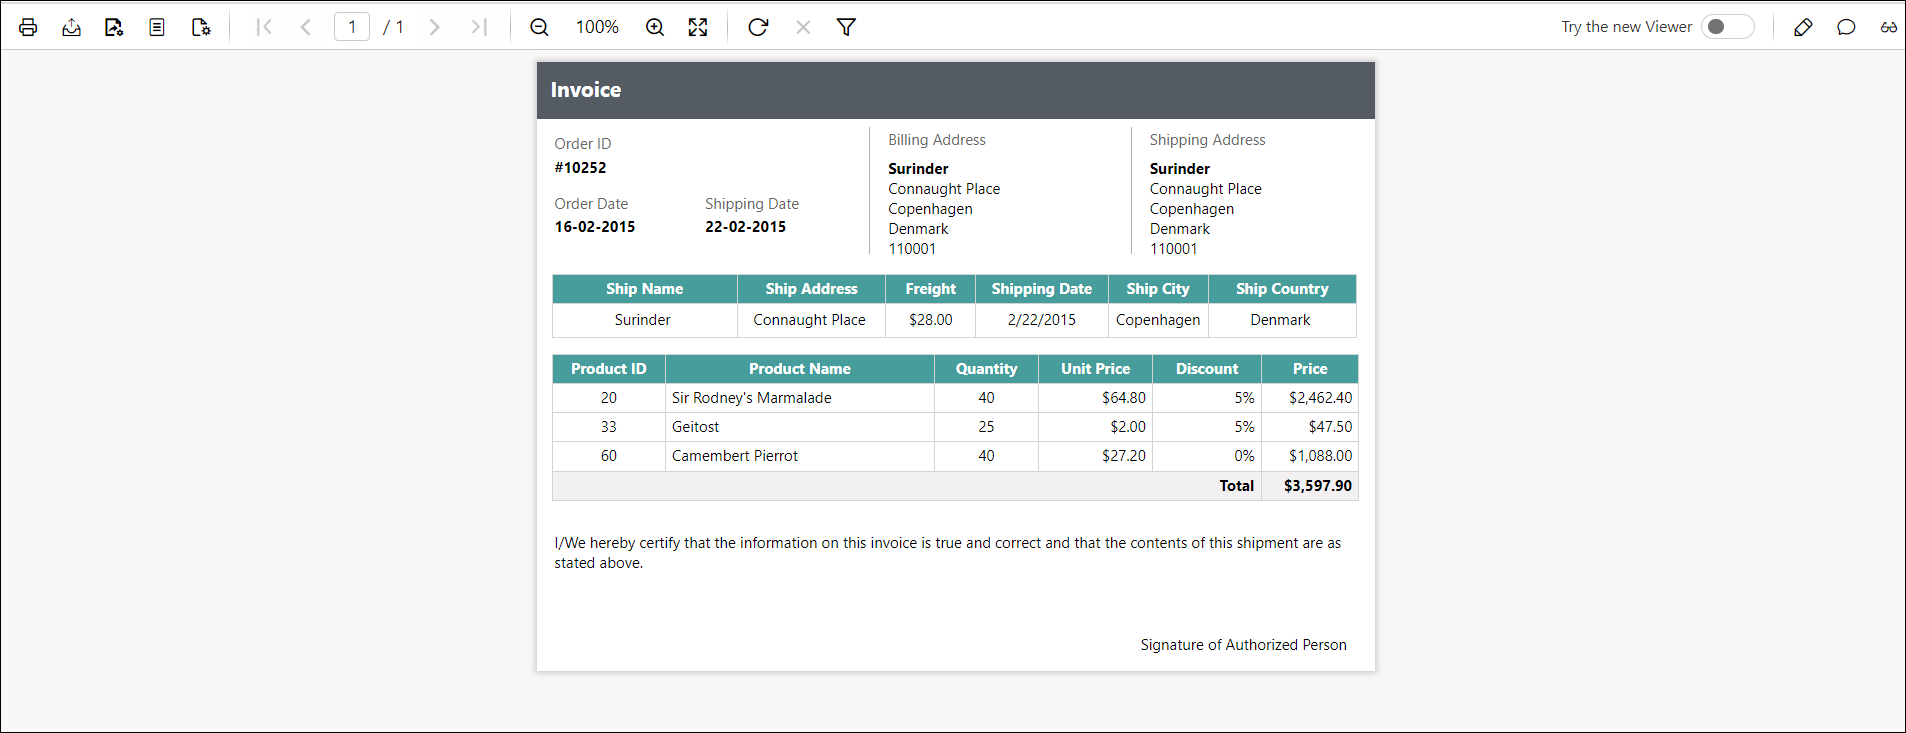 1 / 1 100% Try the new Viewer
Invoice
Order ID
#10252
Order Date Shipping Date
16-02-2015 22-02-2015
Billing Address
Surinder
Connaught Place
Copenhagen
Denmark
110001
Shipping Address
Surinder
Connaught Place
Copenhagen
Denmark
110001
Ship Name Ship Address Freight Shipping Date Ship City Ship Country
Surinder Connaught Place $28.00 2/22/2015 Copenhagen Denmark
Product ID Product Name Quantity Unit Price Discount Price
20 Sir Rodney's Marmalade 40 $64.80 5% $2,462.40
33 Geitost 25 $2.00 5% $47.50
60 Camembert Pierrot 40 $27.20 0% $1,088.00
Total $3,597.90
I/We hereby certify that the information on this invoice is true and correct and that the contents of this shipment are as
stated above.
Signature of Authorized Person